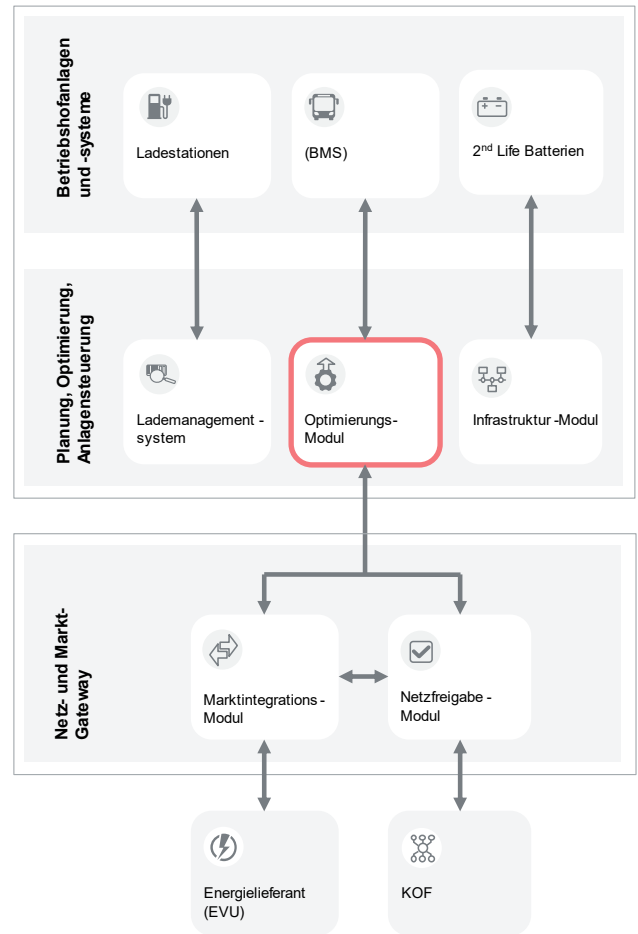 Betriebshofanlagen
und -systeme
Ladestationen
(BMS)
2nd Life Batterien
Planung, Optimierung,
Anlagensteuerung
Lademanagement -
system
Optimierungs-
Modul
Infrastruktur -Modul
Netz- und Markt-
Gateway
Marktintegrations -
Modul
Netzfreigabe -
Modul
Energielieferant
(EVU)
KOF